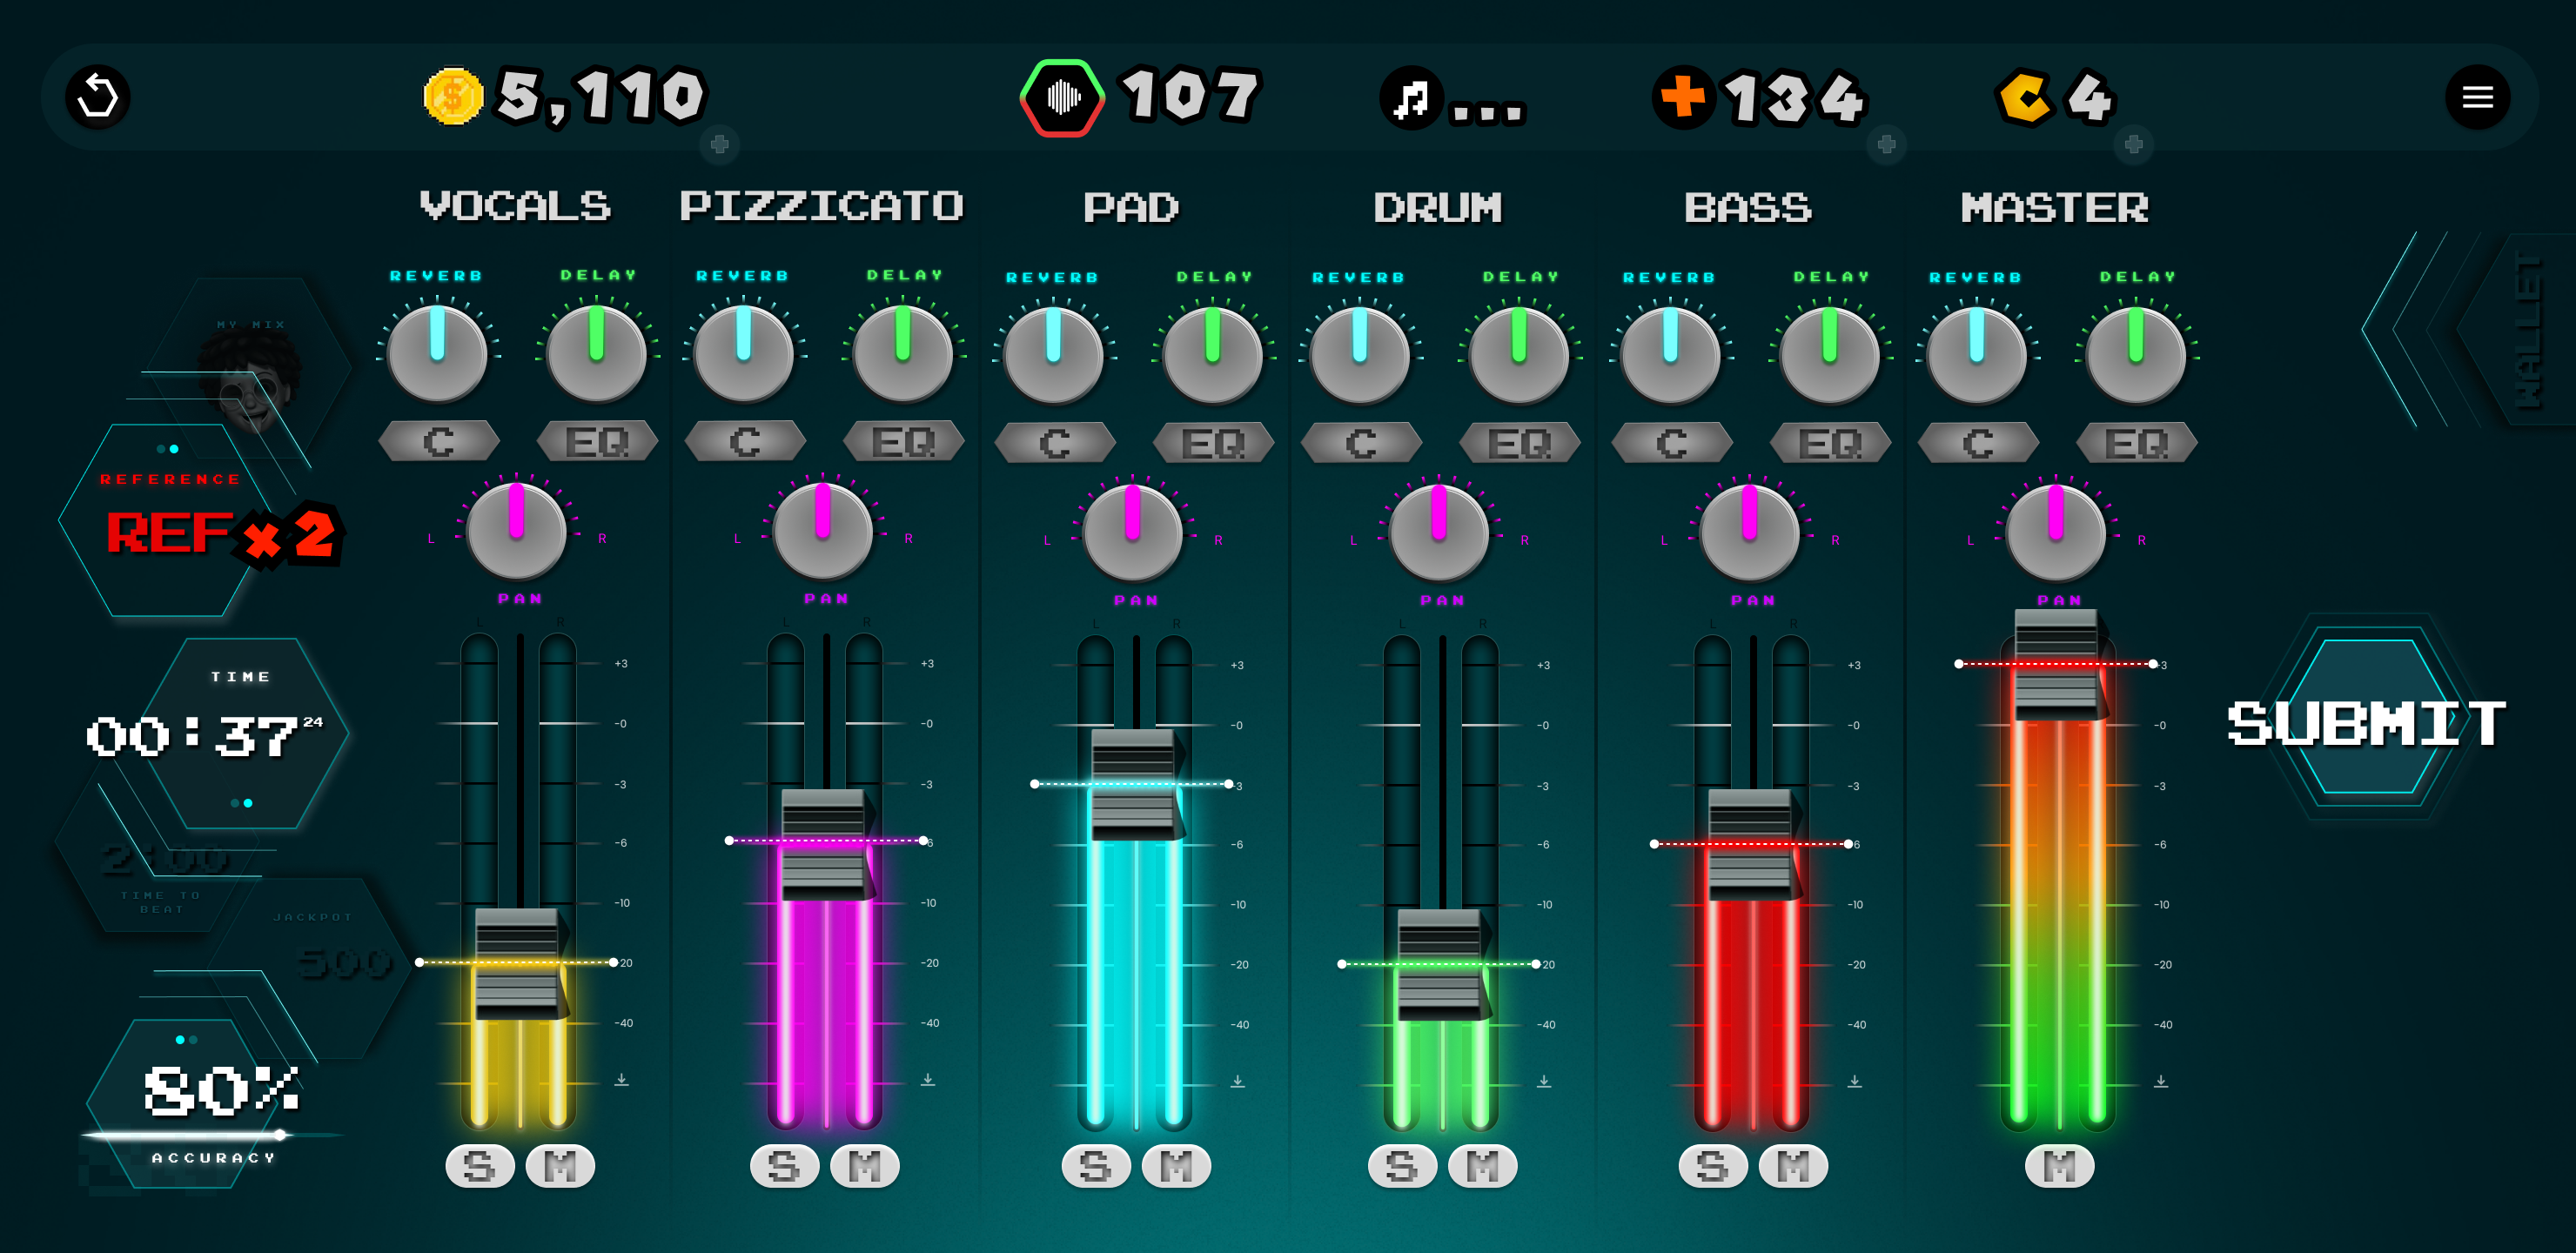 5,110 107 ... 134 4
VOCALS PIZZICATO PAD DRUM BASS MASTER
REVERB DELAY REVERB DELAY REVERB DELAY REVERB DELAY REVERB DELAY REVERB DELAY
C EQ C EQ C EQ C EQ C EQ C EQ
L R L R L R L R L R L R
PAN PAN PAN PAN PAN PAN
MY MIX
REFERENCE
REF x2
TIME
00:37 24
2:00
TIME TO
BEAT
JACKPOT
500
80%
ACCURACY
L R L R L R L R L R
+3 +3 +3 +3 +3 3
-0 -0 -0 -0 -0 -0
-3 -3 -3 -3 -3 -3
-6 6 -6 -6 6 -6
-10 -10 -10 -10 -10 -10
-20 -20 -20 -20 -20 -20
-40 -40 -40 -40 -40 -40
S M S M S M S M S M M
WALLET
SUBMIT